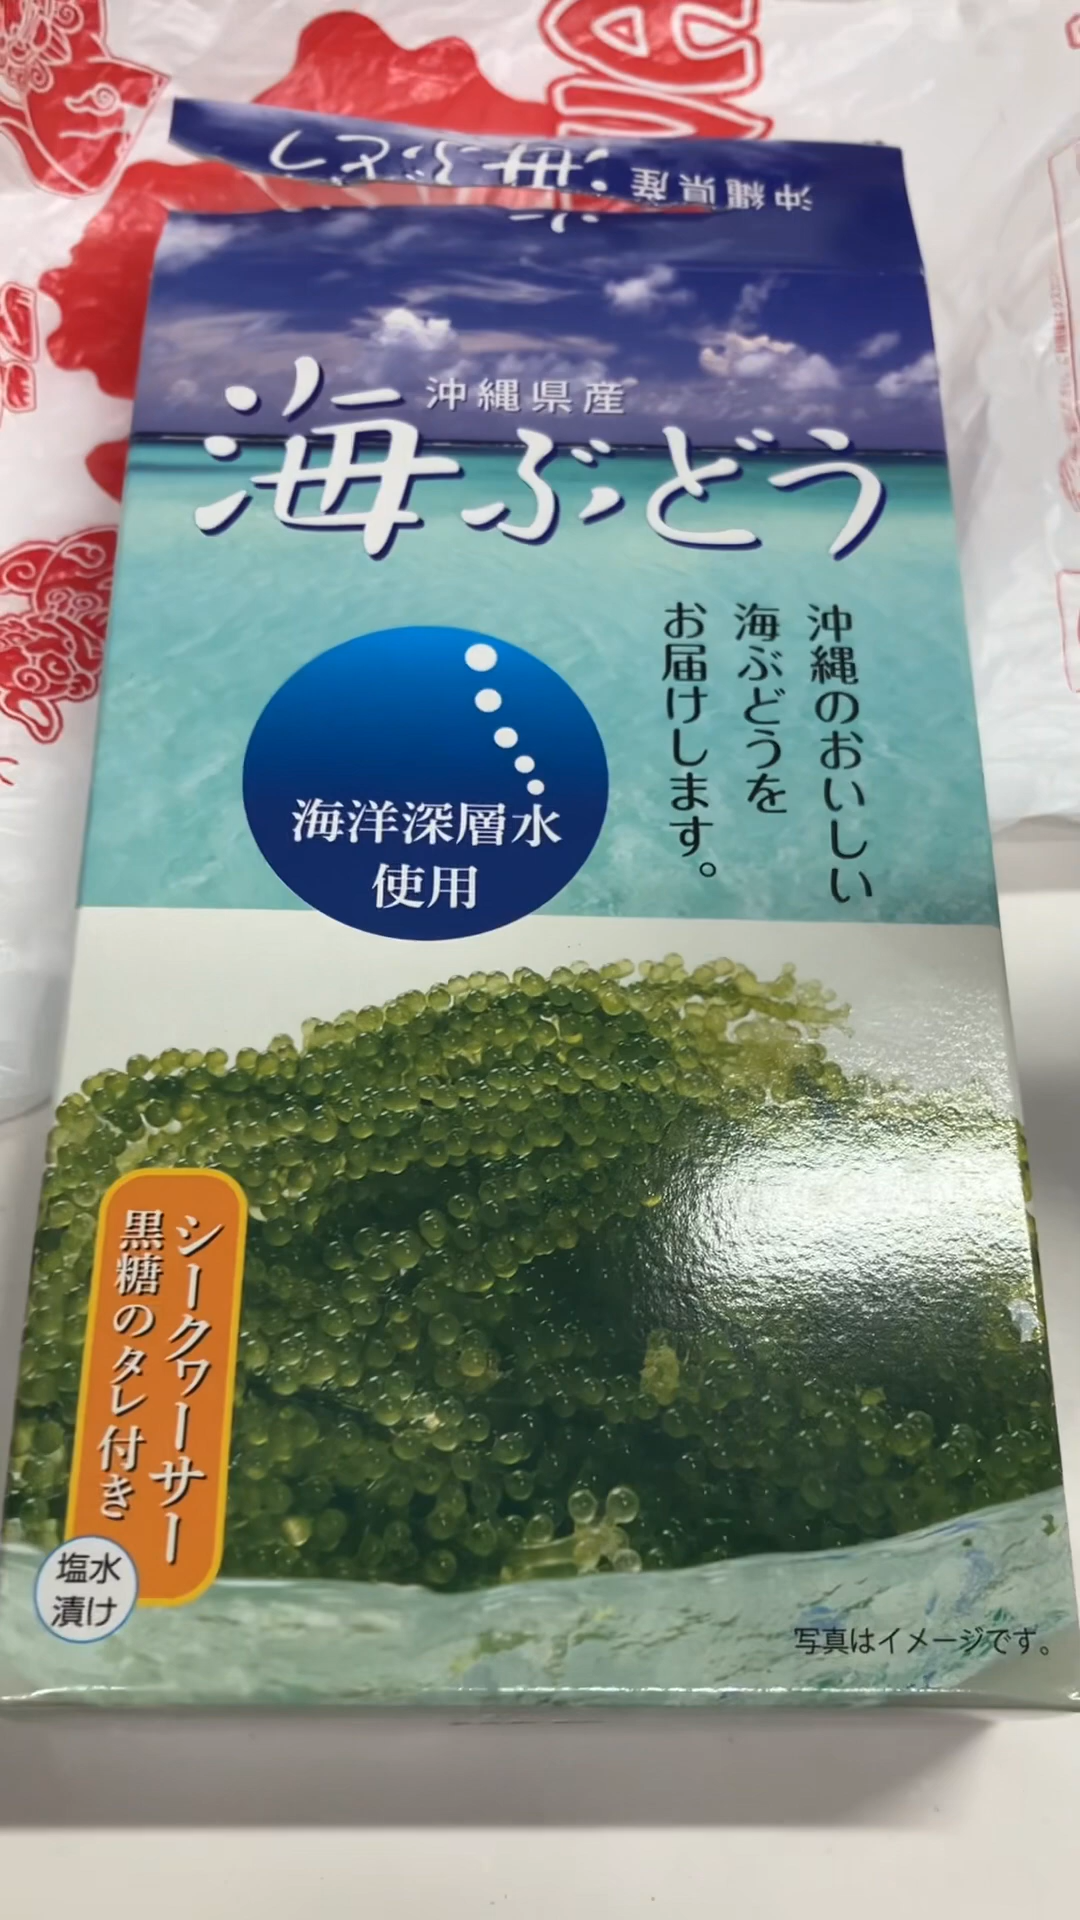 海ぶどう
沖縄県産
沖縄県産
海ぶどう
沖縄のおいしい
海ぶどうを
お届けします。
海洋深層水
使用
シークヮーサー
黒糖のタレ付き
塩水
漬け
写真はイメージです。